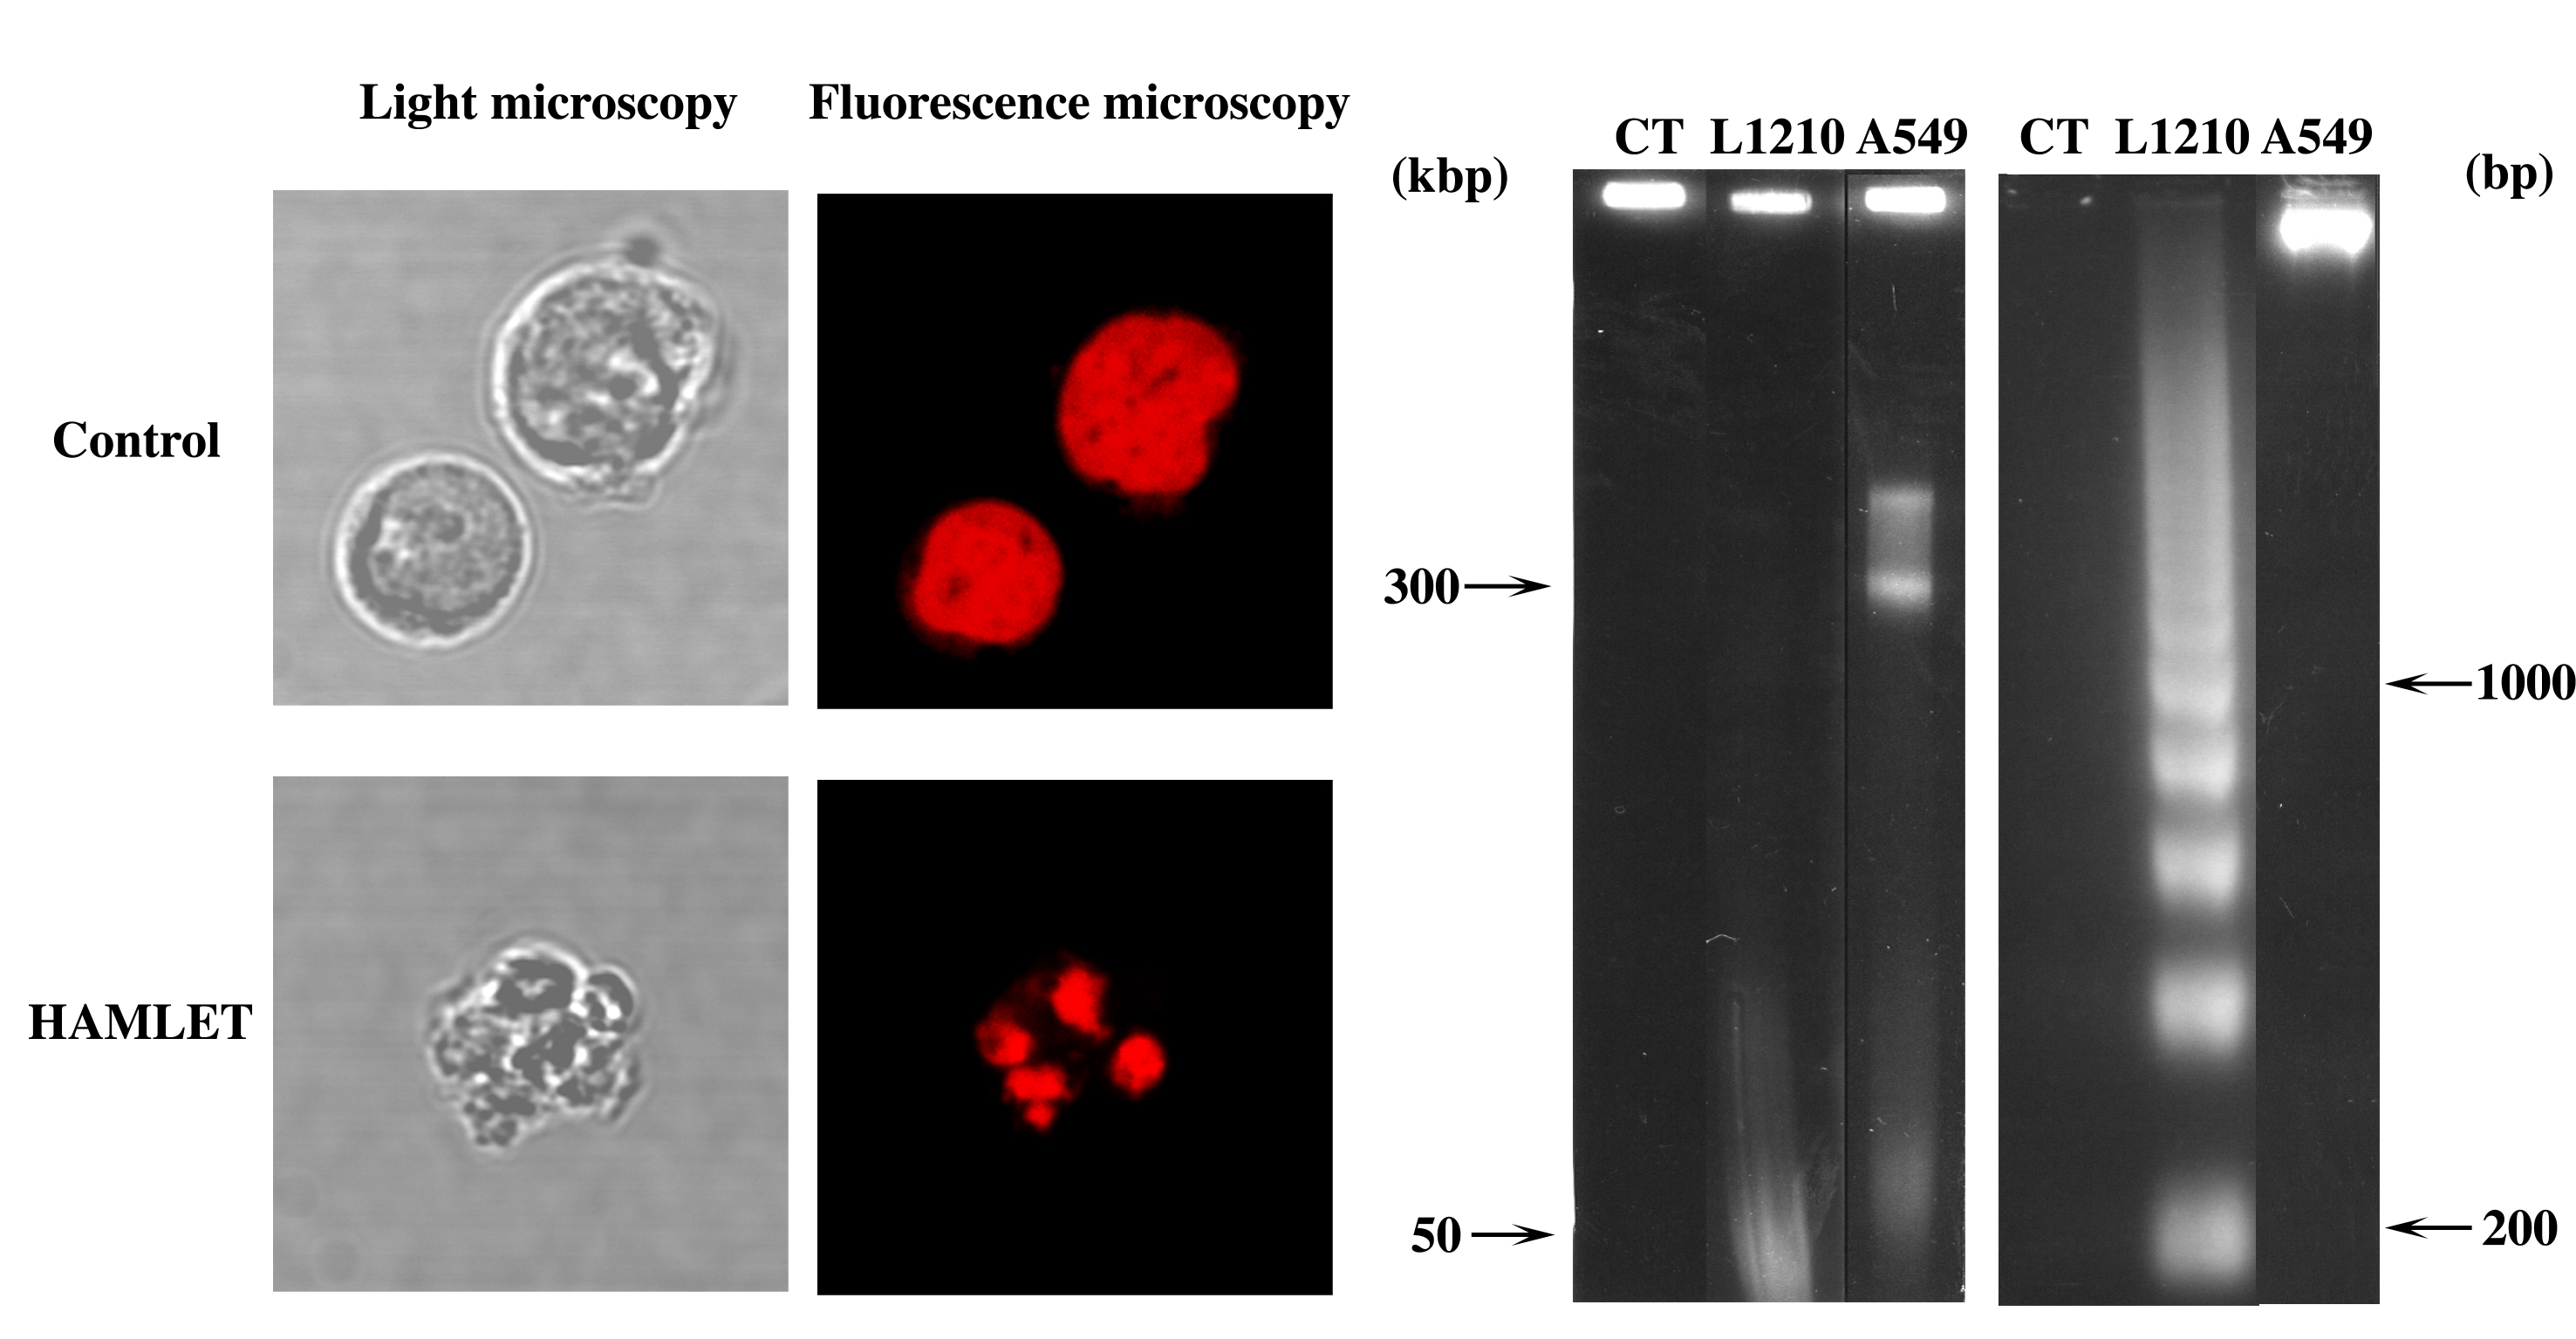 Light microscopy Fluorescence microscopy
CT L1210 A549 CT L1210 A549
(kbp) (bp)
Control
300
1000
HAMLET
50 200